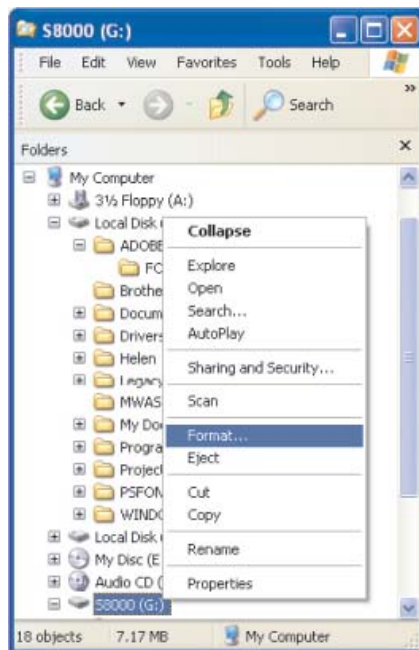 S8000 (G:)
File Edit View Favorites Tools Help
Back Search
Folders
My Computer
3½ Floppy (A:)
Local Disk
ADOBE
FC
Brothe
Docum
Drivers
Helen
Legacy
MWAS
My Do
Progra
Project
PSFON
WINDO
Local Disk
My Disc (E
Audio CD (
S8000 (G:)
Collapse
Explore
Open
Search...
AutoPlay
Sharing and Security...
Scan
Format...
Eject
Cut
Copy
Rename
Properties
18 objects 7.17 MB My Computer